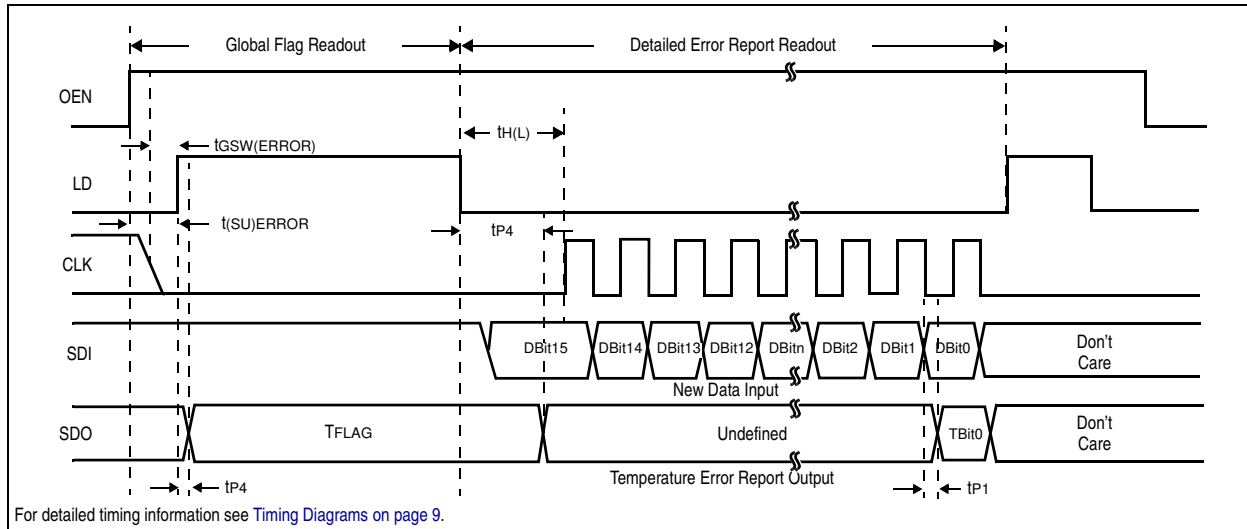 Global Flag Readout
Detailed Error Report Readout
OEN
tH(L)
tGSW(ERROR)
LD
t(SU)ERROR
tP4
CLK
SDI
DBit15
DBit14
DBit13
DBit12
DBitn
DBit2
DBit1
DBit0
Don't
Care
New Data Input
SDO
TFLAG
Undefined
TBit0
Don't
Care
Temperature Error Report Output
tP4
tP1
For detailed timing information see Timing Diagrams on page 9.